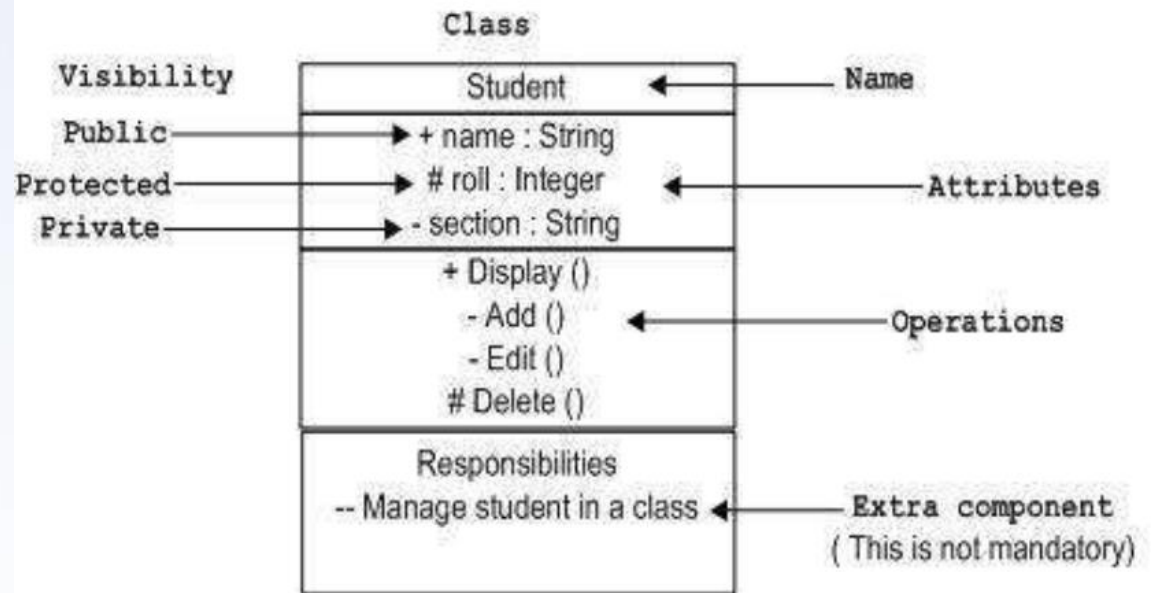 Class
Visibility
Student
Name
Public
+ name : String
Protected
# roll : Integer
Attributes
Private
- section : String
+ Display ()
- Add ()
Operations
- Edit ()
# Delete ()
Responsibilities
-- Manage student in a class
Extra component
( This is not mandatory)